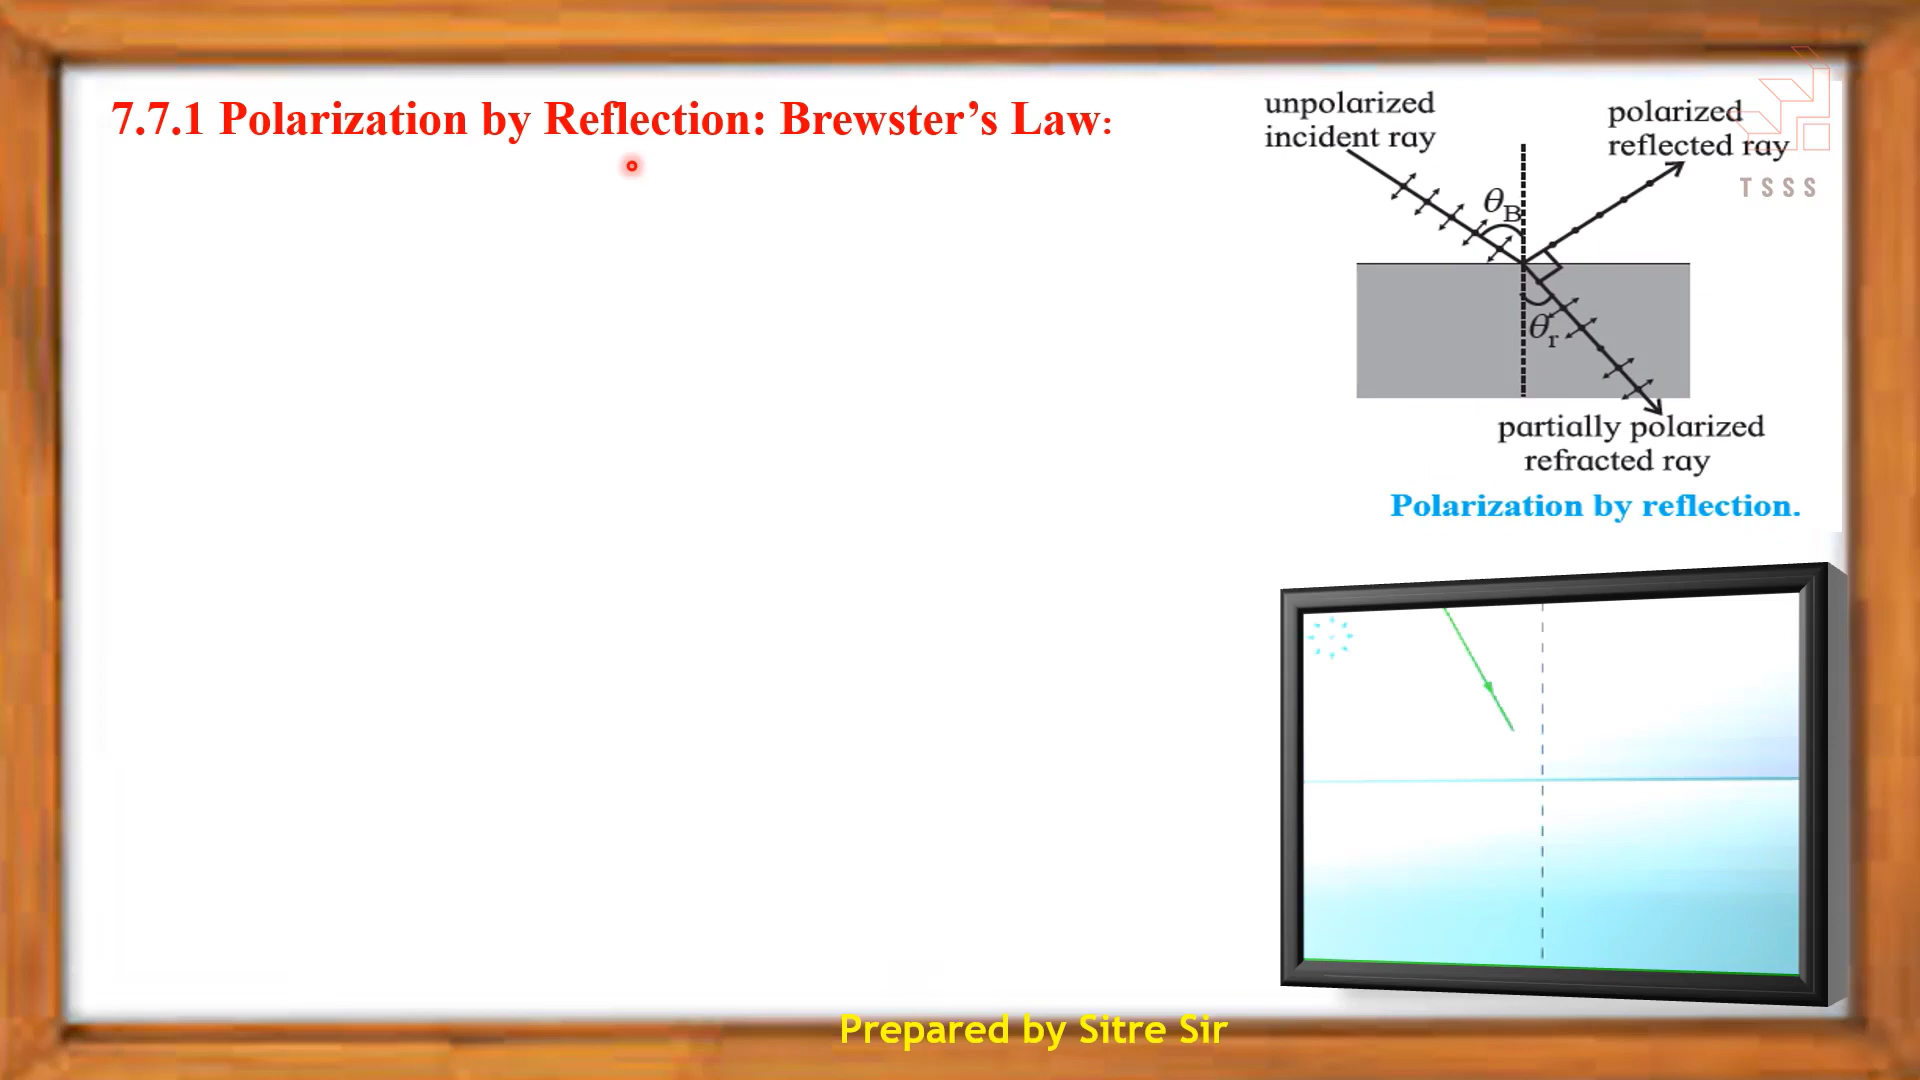 7.7.1 Polarization by Reflection: Brewster’s Law:
unpolarized
incident ray
polarized
reflected ray
TSSS
θB
θr
partially polarized
refracted ray
Polarization by reflection.
Prepared by Sitre Sir